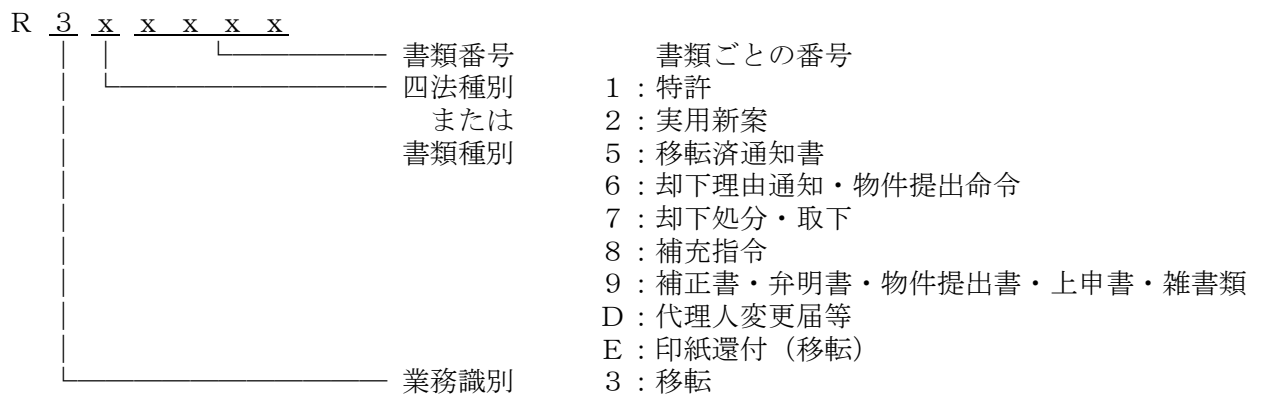 R 3 x x x x x
書類番号 書類ごとの番号
四法種別 1:特許
または 2:実用新案
書類種別 5:移転済通知書
6:却下理由通知・物件提出命令
7:却下処分・取下
8:補充指令
9:補正書・弁明書・物件提出書・上申書・雑書類
D:代理人変更届等
E:印紙還付(移転)
業務識別 3:移転